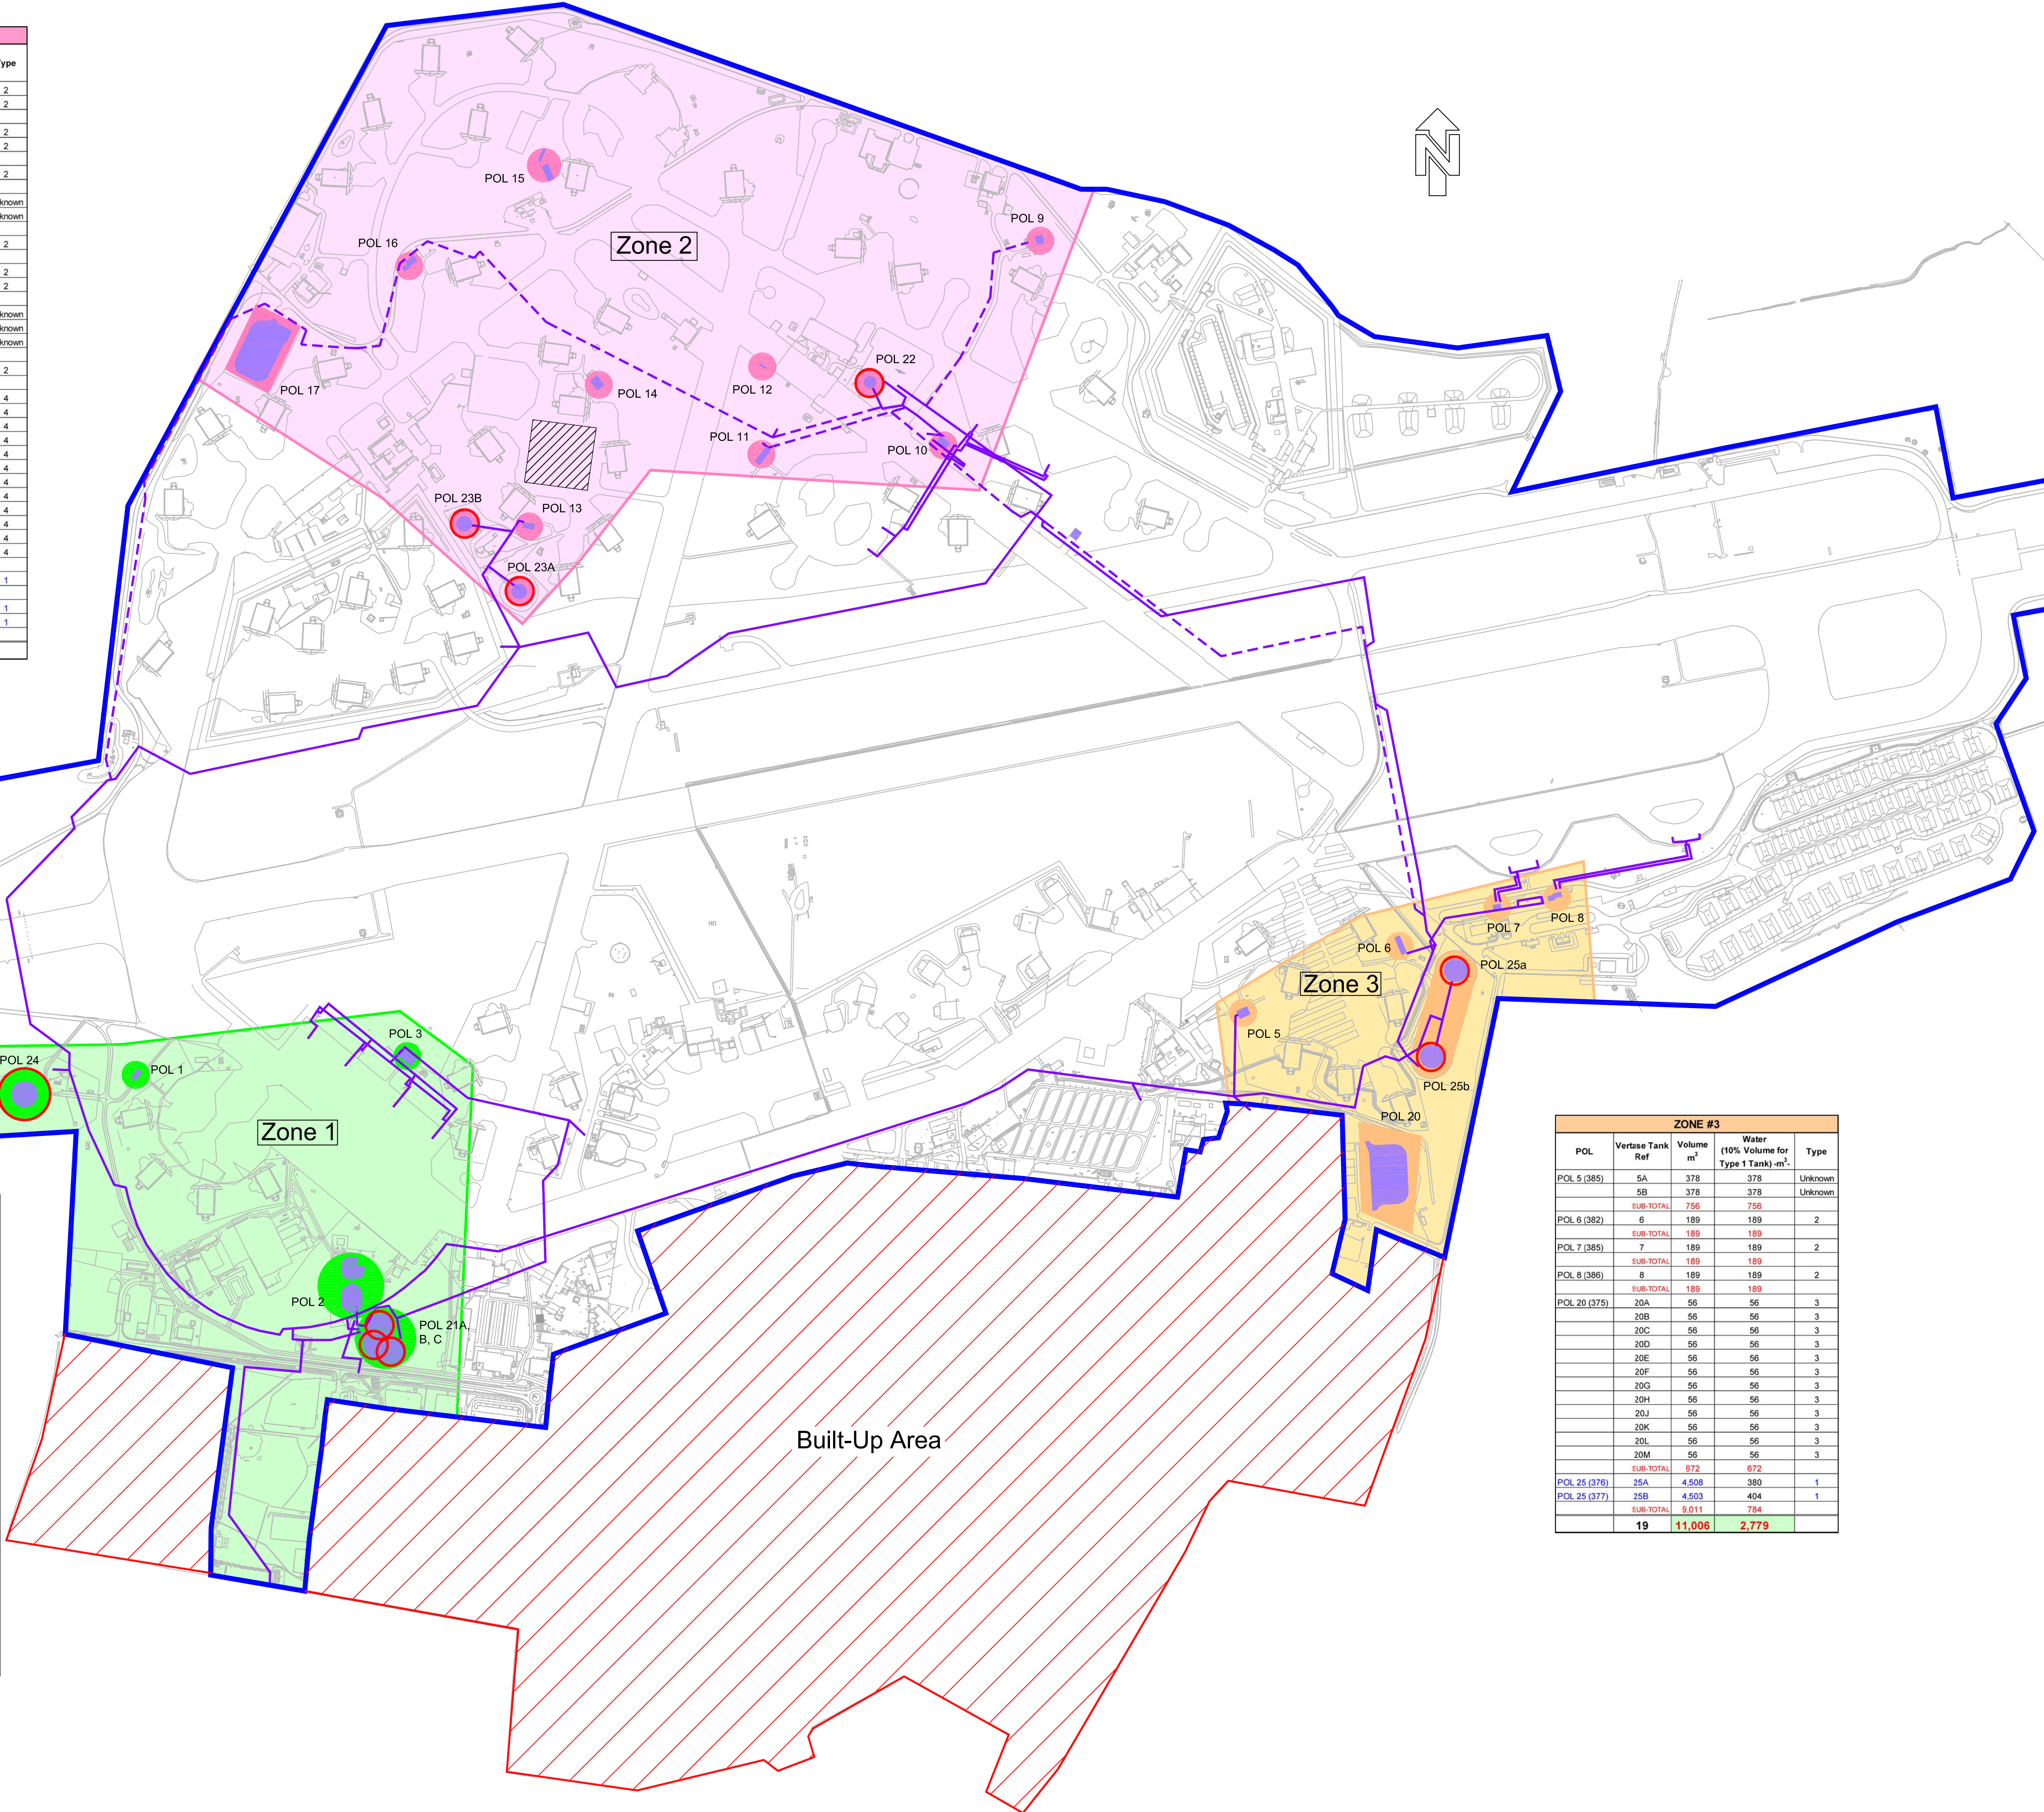 Type
2
2
2
2
2
known
known
2
2
2
known
known
known
2
4
4
4
4
4
4
4
4
4
4
4
4
1
1
1
N
POL 15
POL 9
POL 16
Zone 2
POL 17
POL 14
POL 12
POL 22
POL 11
POL 10
POL 23B
POL 13
POL 23A
POL 8
POL 7
POL 6
POL 25a
Zone 3
POL 5
POL 25b
POL 20
POL 24
POL 1
POL 3
Zone 1
POL 2
POL 21A,
B, C
Built-Up Area
ZONE #3
POL Vertase Tank Ref Volume m³ Water (10% Volume for Type 1 Tank) -m³- Type
POL 5 (385) 5A 378 378 Unknown
5B 378 378 Unknown
SUB-TOTAL 756 756
POL 6 (382) 6 189 189 2
SUB-TOTAL 189 189
POL 7 (385) 7 189 189 2
SUB-TOTAL 189 189
POL 8 (386) 8 189 189 2
SUB-TOTAL 189 189
POL 20 (375) 20A 56 56 3
20B 56 56 3
20C 56 56 3
20D 56 56 3
20E 56 56 3
20F 56 56 3
20G 56 56 3
20H 56 56 3
20J 56 56 3
20K 56 56 3
20L 56 56 3
20M 56 56 3
SUB-TOTAL 672 672
POL 25 (376) 25A 4,508 380 1
POL 25 (377) 25B 4,503 404 1
SUB-TOTAL 9,011 784
19 11,006 2,779